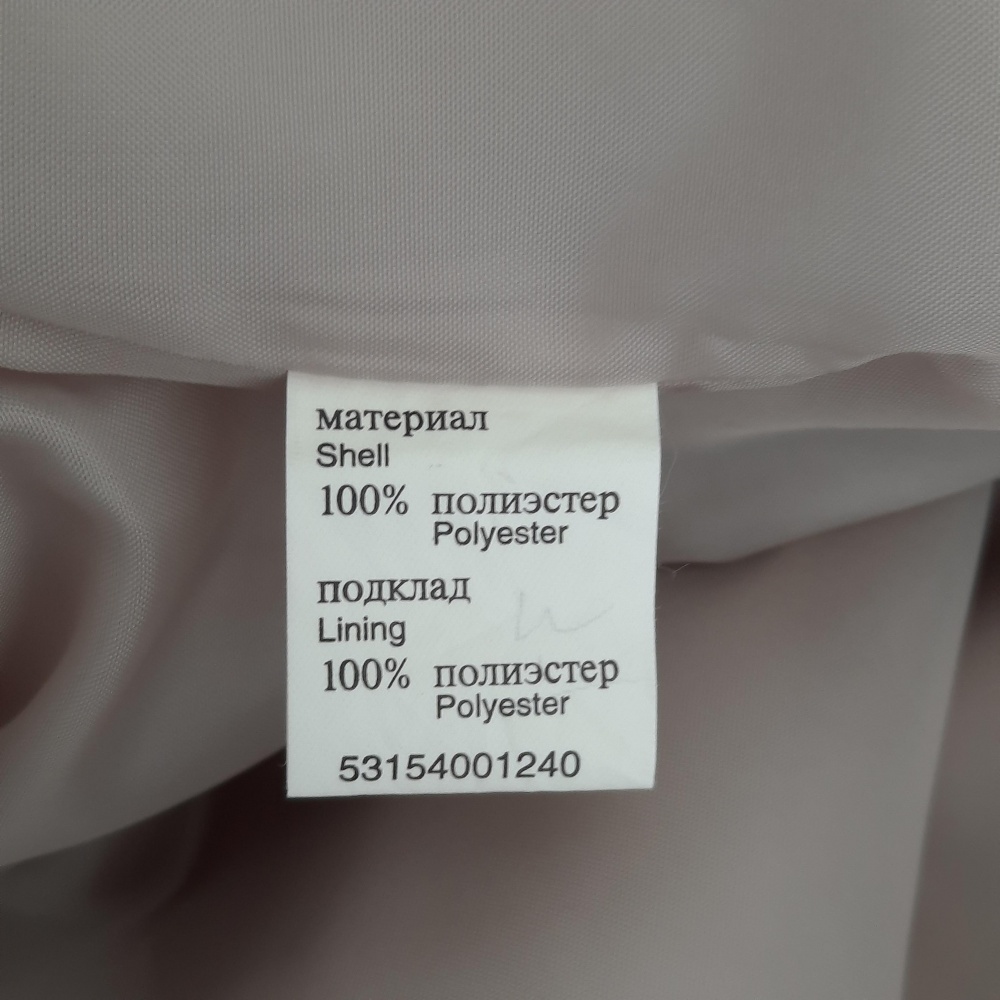 материал
Shell
100% полиэстер
Polyester
подклад
Lining
100% полиэстер
Polyester
53154001240